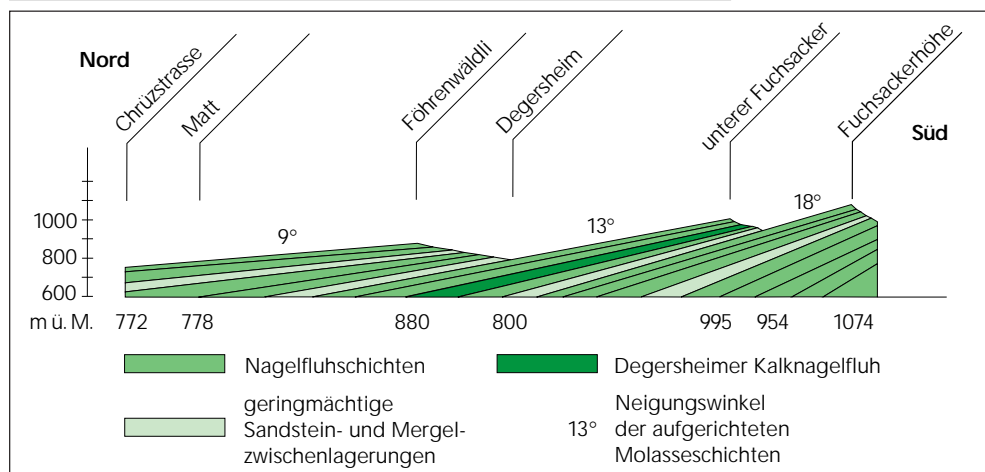 Nord
Chrüzstrasse
Matt
Föhrenwäldli
Degersheim
unterer Fuchsacker
Fuchsackerhöhe
Süd
1000
800
600
9°
13°
18°
m ü. M. 772 778 880 800 995 954 1074
Nagelfluhschichten
Degersheimer Kalknagelfluh
geringmächtige
Sandstein- und Mergel-
zwischenlagerungen
13°
Neigungswinkel
der aufgerichteten
Molasseschichten